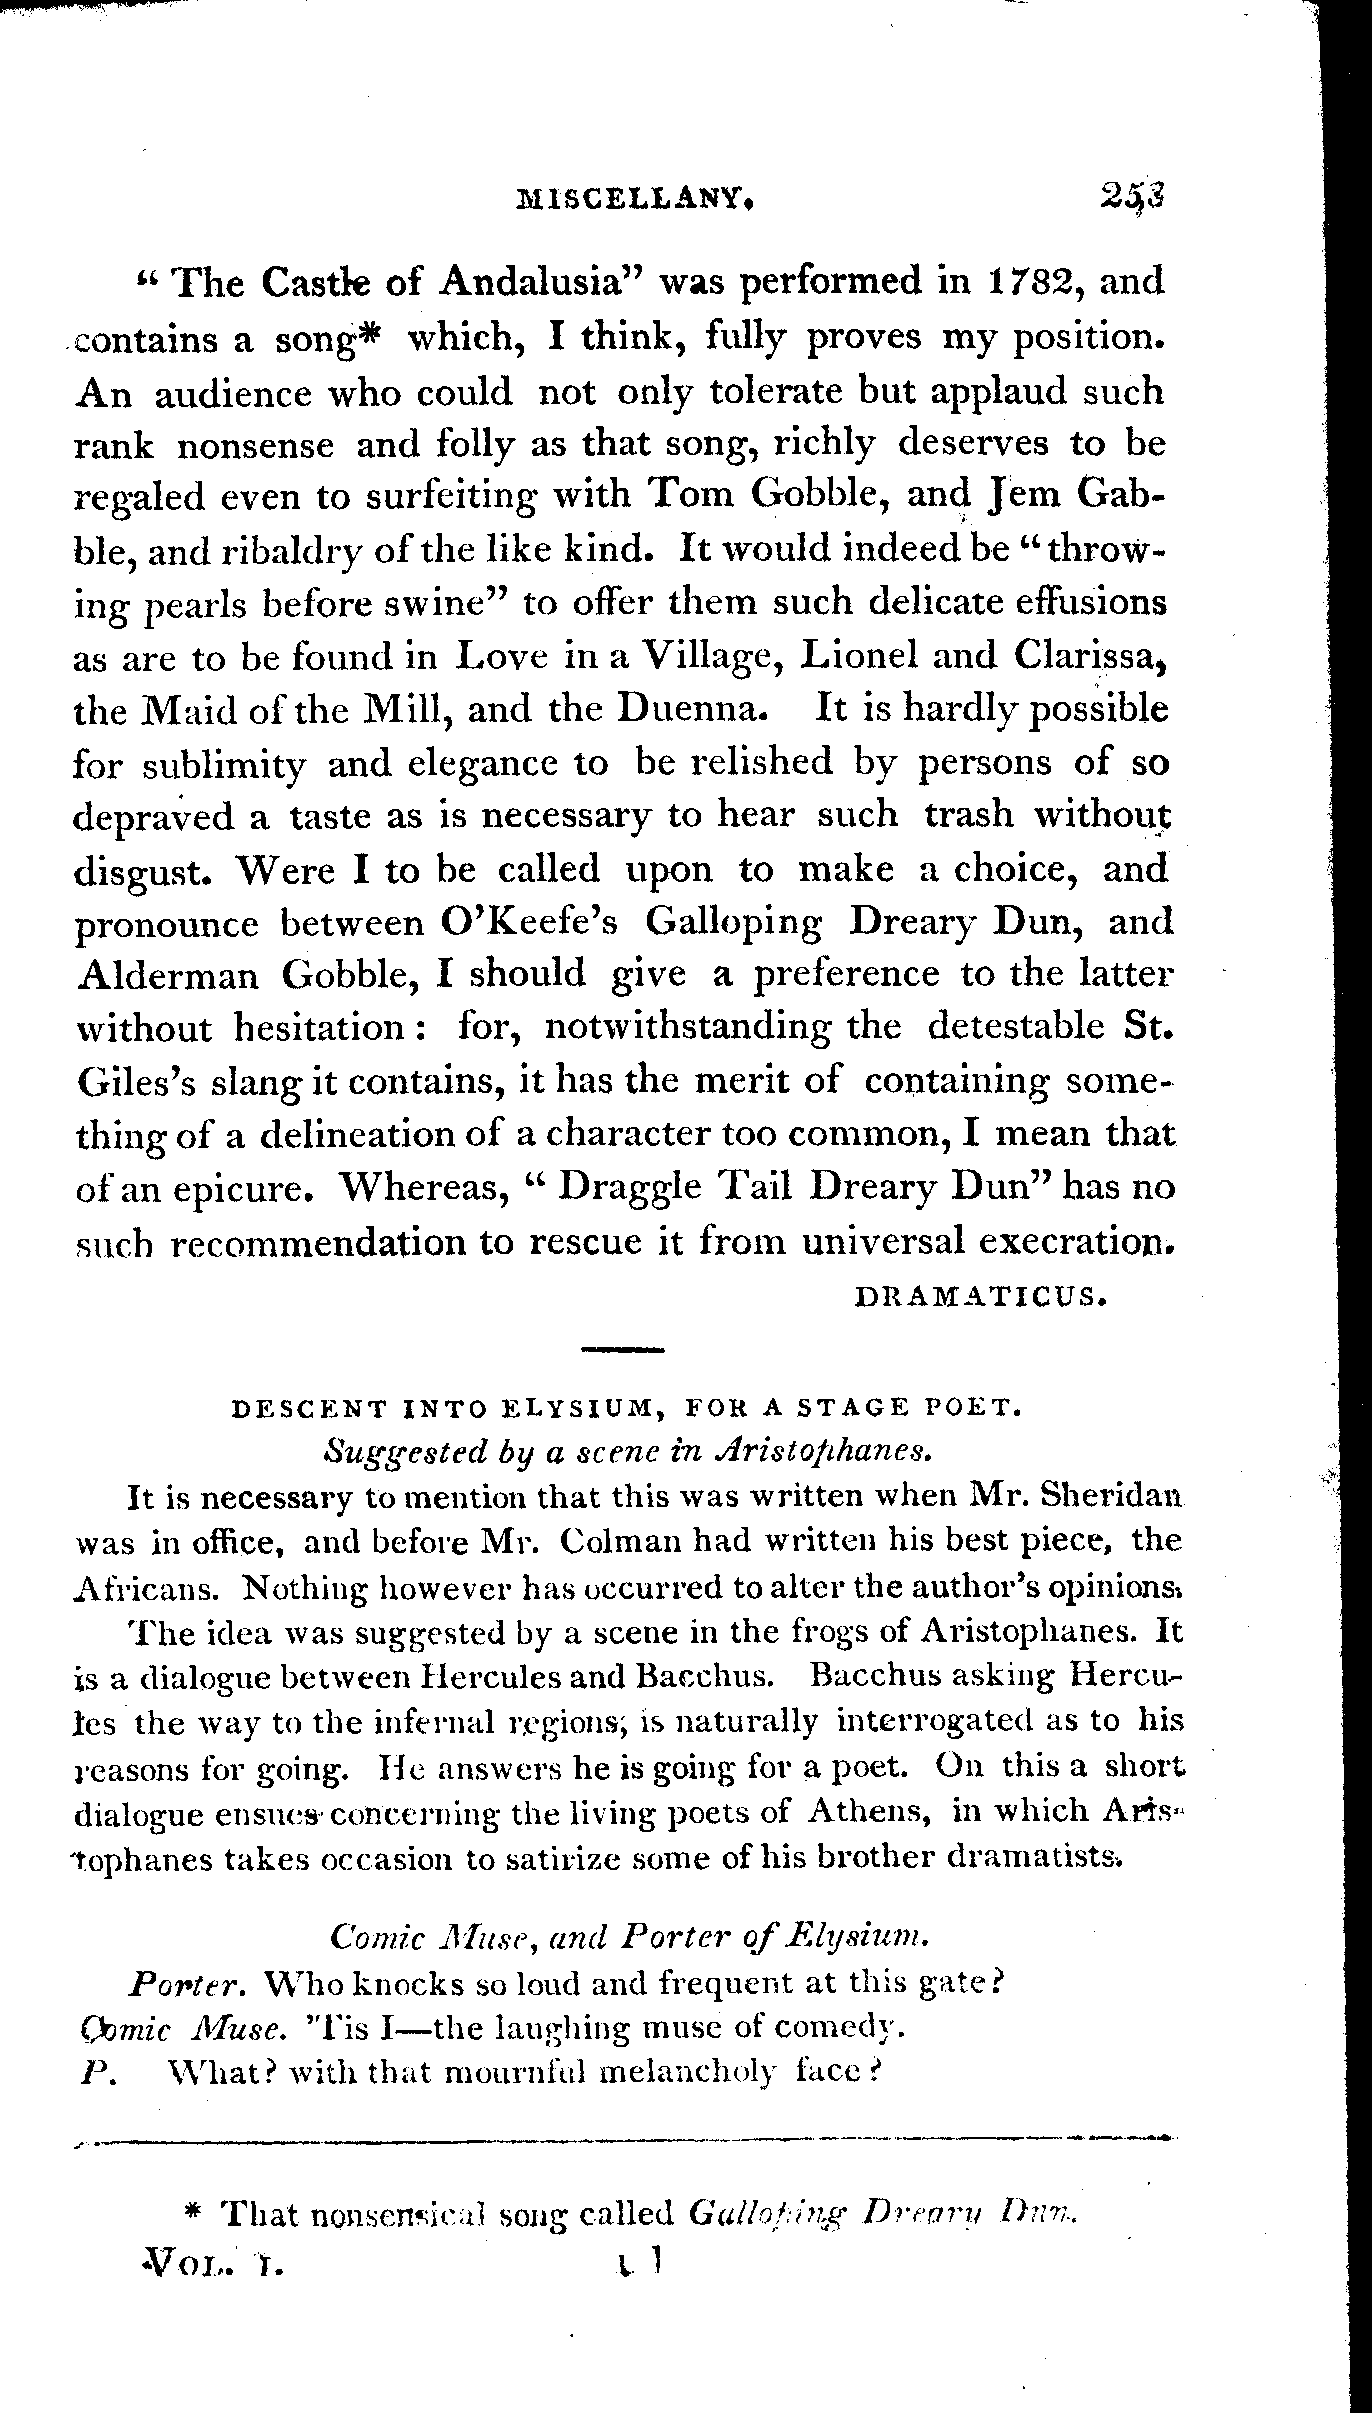 MISCELLANY. 253
“ The Castle of Andalusia” was performed in 1782, and
contains a song* which, I think, fully proves my position.
An audience who could not only tolerate but applaud such
rank nonsense and folly as that song, richly deserves to be
regaled even to surfeiting with Tom Gobble, and Jem Gab-
ble, and ribaldry of the like kind. It would indeed be “throw-
ing pearls before swine” to offer them such delicate effusions
as are to be found in Love in a Village, Lionel and Clarissa,
the Maid of the Mill, and the Duenna. It is hardly possible
for sublimity and elegance to be relished by persons of so
depraved a taste as is necessary to hear such trash without
disgust. Were I to be called upon to make a choice, and
pronounce between O’Keefe’s Galloping Dreary Dun, and
Alderman Gobble, I should give a preference to the latter
without hesitation : for, notwithstanding the detestable St.
Giles’s slang it contains, it has the merit of containing some-
thing of a delineation of a character too common, I mean that
of an epicure. Whereas, “ Draggle Tail Dreary Dun” has no
such recommendation to rescue it from universal execration.
DRAMATICUS.
DESCENT INTO ELYSIUM, FOR A STAGE POET.
Suggested by a scene in Aristophanes.
It is necessary to mention that this was written when Mr. Sheridan
was in office, and before Mr. Colman had written his best piece, the
Africans. Nothing however has occurred to alter the author’s opinions.
The idea was suggested by a scene in the frogs of Aristophanes. It
is a dialogue between Hercules and Bacchus. Bacchus asking Hercu-
les the way to the infernal regions, is naturally interrogated as to his
reasons for going. He answers he is going for a poet. On this a short
dialogue ensues concerning the living poets of Athens, in which Aris-
tophanes takes occasion to satirize some of his brother dramatists.
Comic Muse, and Porter of Elysium.
Porter. Who knocks so loud and frequent at this gate?
Comic Muse. ’Tis I—the laughing muse of comedy.
P. What? with that mournful melancholy face?
* That nonsensical song called Galloping Dreary Dun.
VOL. I. L l